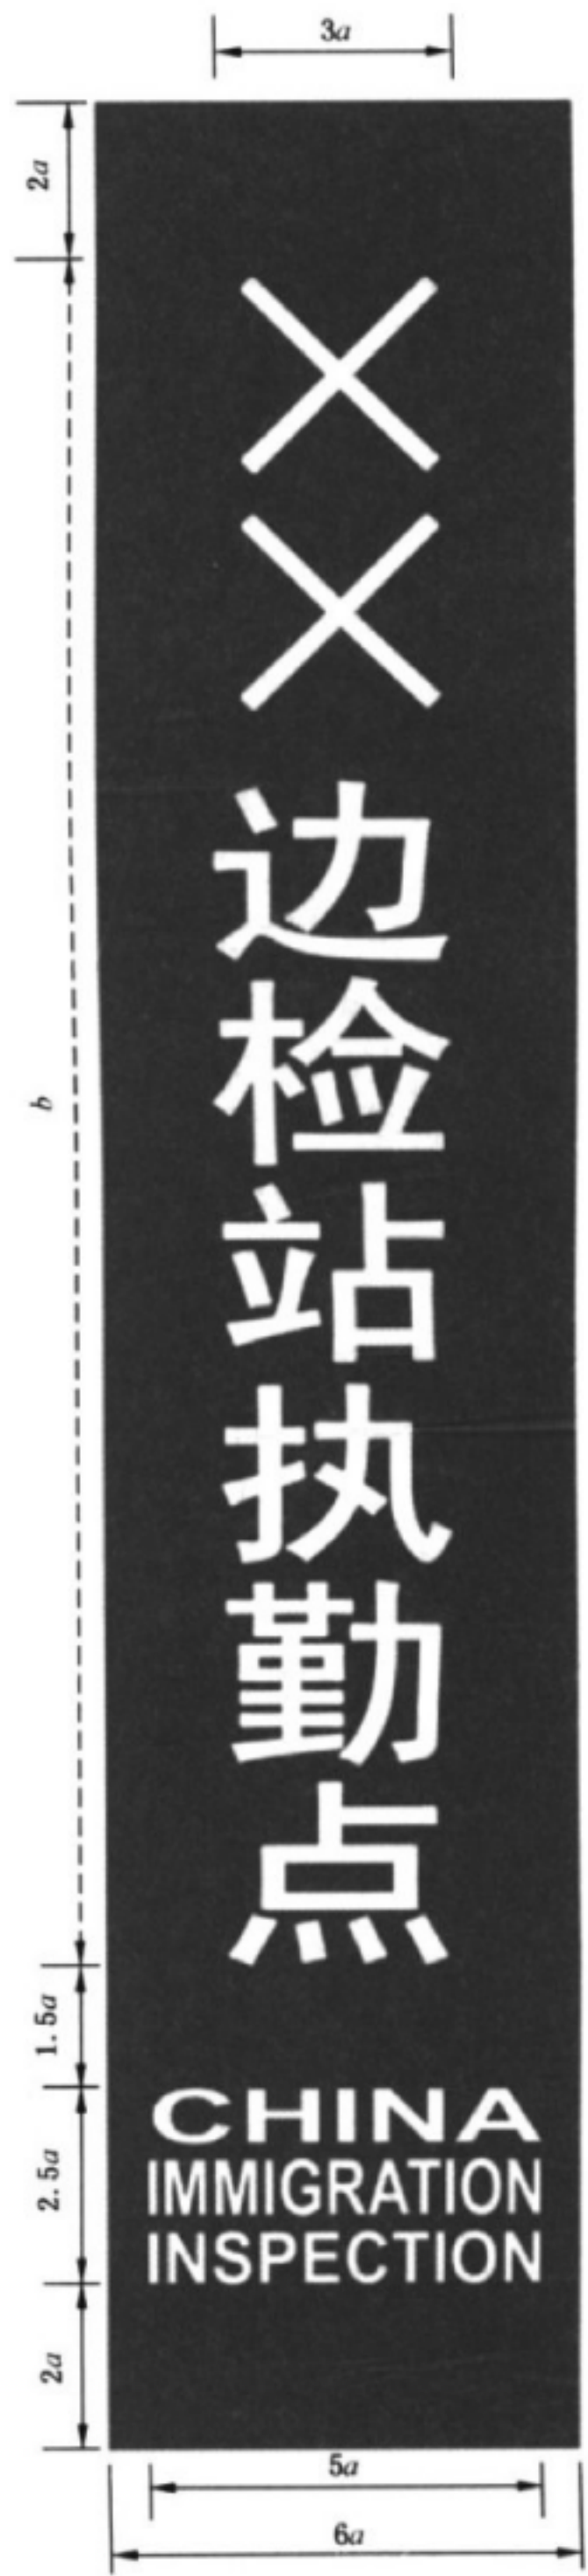 3a
2a
××边检站执勤点
b
1.5a
CHINA
2.5a
IMMIGRATION
INSPECTION
2a
5a
6a